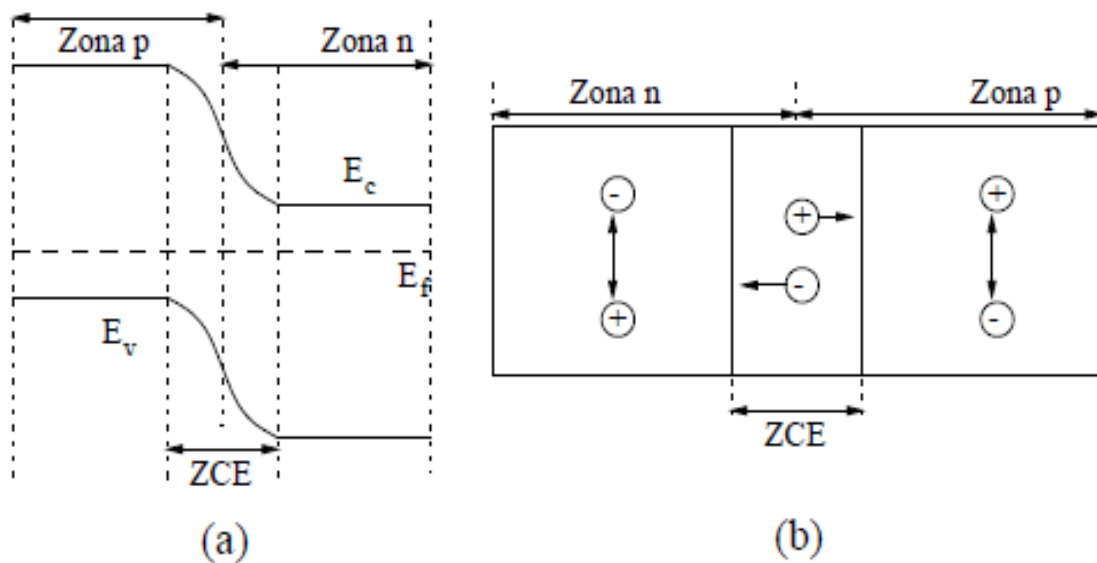 Zona p
Zona n
E_c
E_f
E_v
ZCE
(a)
Zona n
Zona p
-
+
+
-
+
-
ZCE
(b)